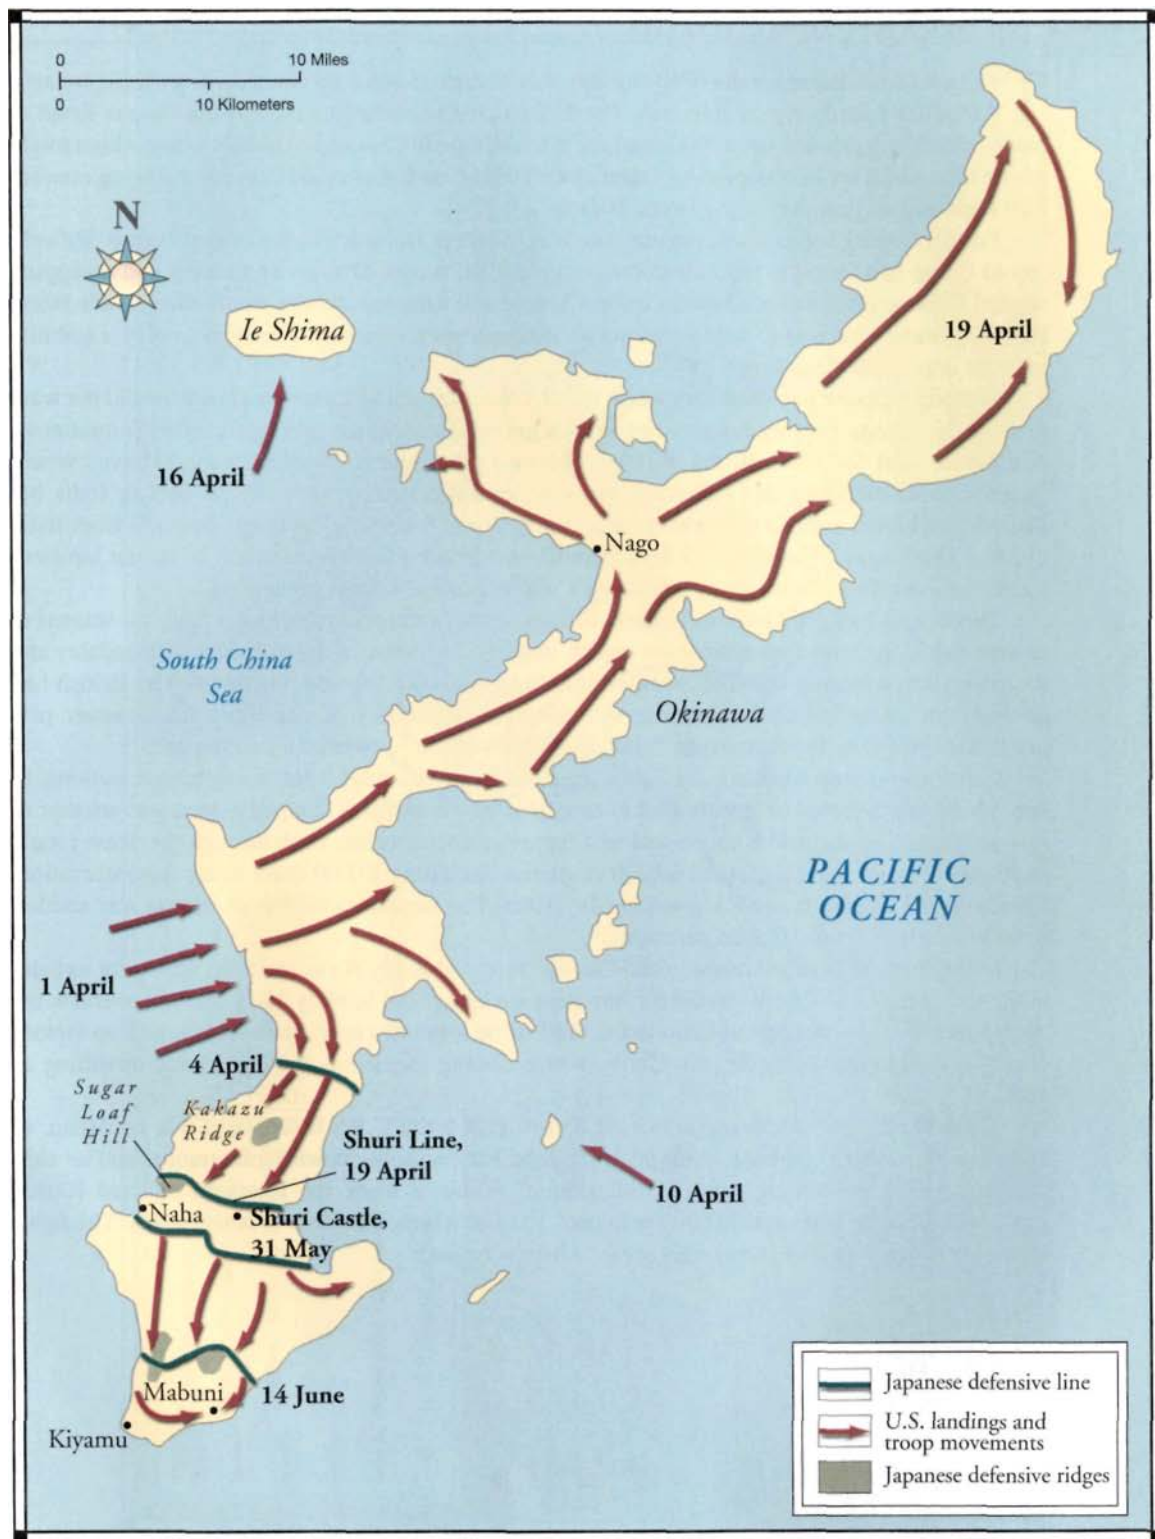 0
10 Miles
0
10 Kilometers
N
Ie Shima
19 April
16 April
Nago
South China
Sea
Okinawa
PACIFIC
OCEAN
1 April
4 April
Sugar
Loaf
Hill
Kakazu
Ridge
Shuri Line,
19 April
10 April
Naha
Shuri Castle,
31 May
Mabuni
14 June
Kiyamu
Japanese defensive line
U.S. landings and
troop movements
Japanese defensive ridges